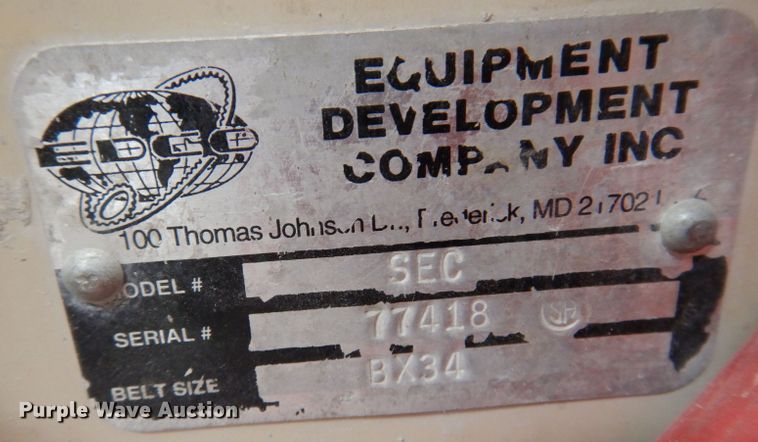 EDCO
EQUIPMENT
DEVELOPMENT
COMPANY INC
100 Thomas Johnson Dr., Frederick, MD 21702
MODEL # SEC
SERIAL # 77418
BELT SIZE BX34
Purple Wave Auction